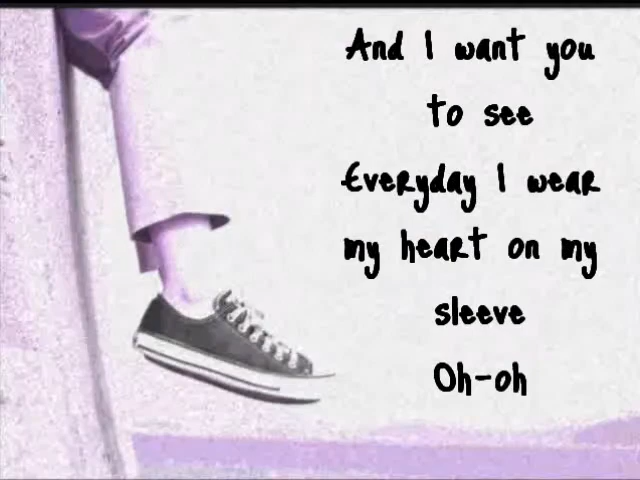 And I want you
to see
Everyday I wear
my heart on my
sleeve
Oh-oh